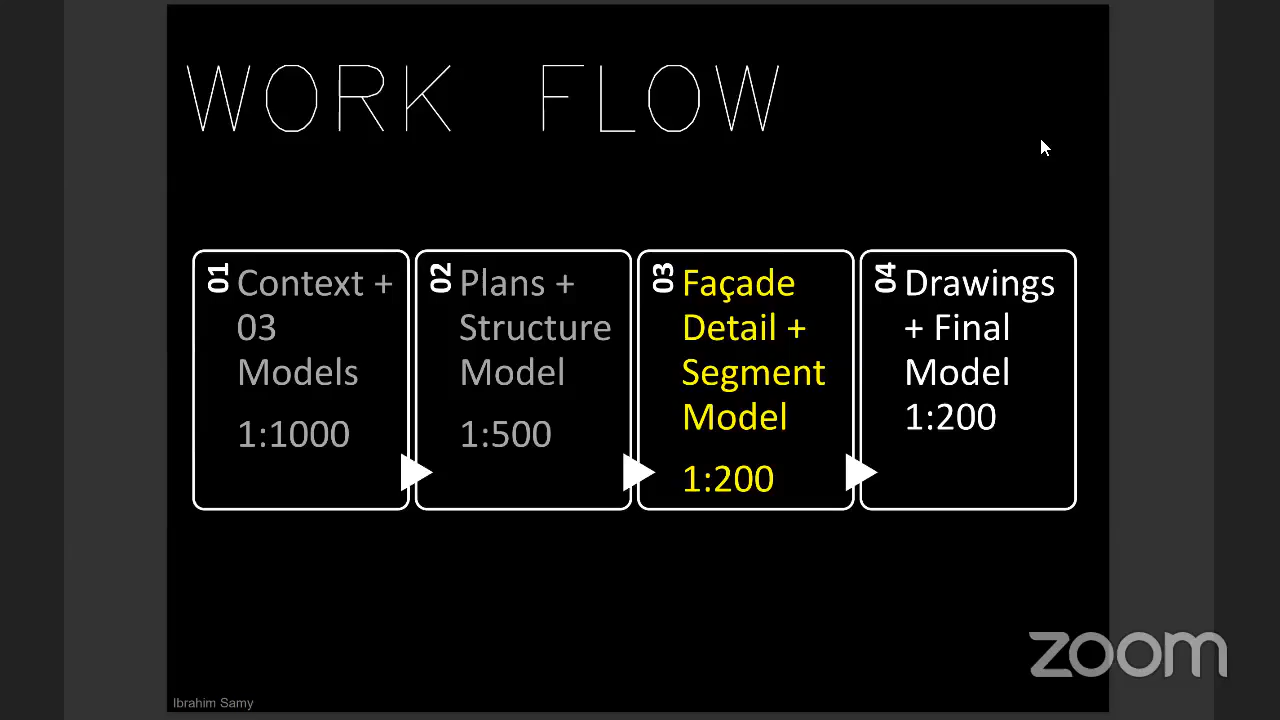 WORK FLOW
01
Context +
03
Models
1:1000
02
Plans +
Structure
Model
1:500
03
Façade
Detail +
Segment
Model
1:200
04
Drawings
+ Final
Model
1:200
zoom
Ibrahim Samy